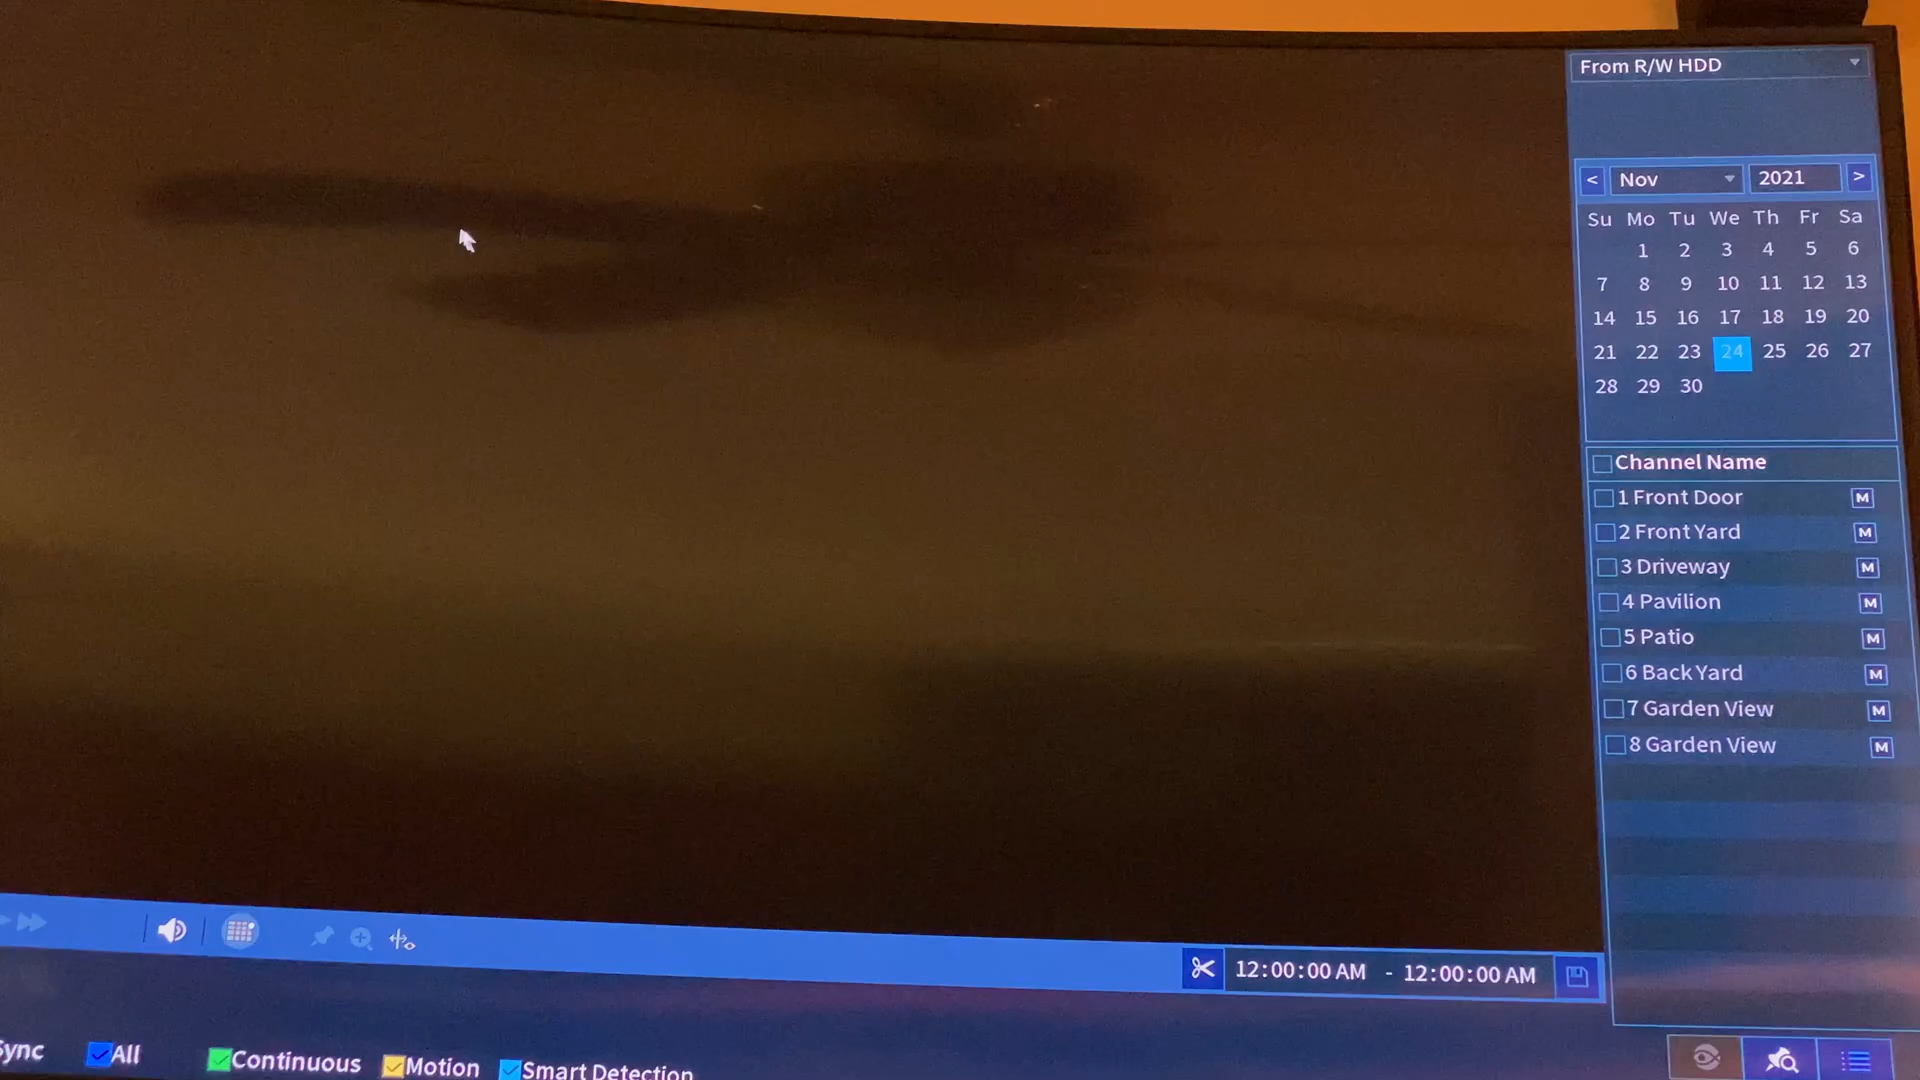 From R/W HDD
< Nov 2021 >
Su Mo Tu We Th Fr Sa
1 2 3 4 5 6
7 8 9 10 11 12 13
14 15 16 17 18 19 20
21 22 23 24 25 26 27
28 29 30
Channel Name
1 Front Door M
2 Front Yard M
3 Driveway M
4 Pavilion M
5 Patio M
6 Back Yard M
7 Garden View M
8 Garden View M
12:00:00 AM - 12:00:00 AM
Sync All Continuous Motion Smart Detection